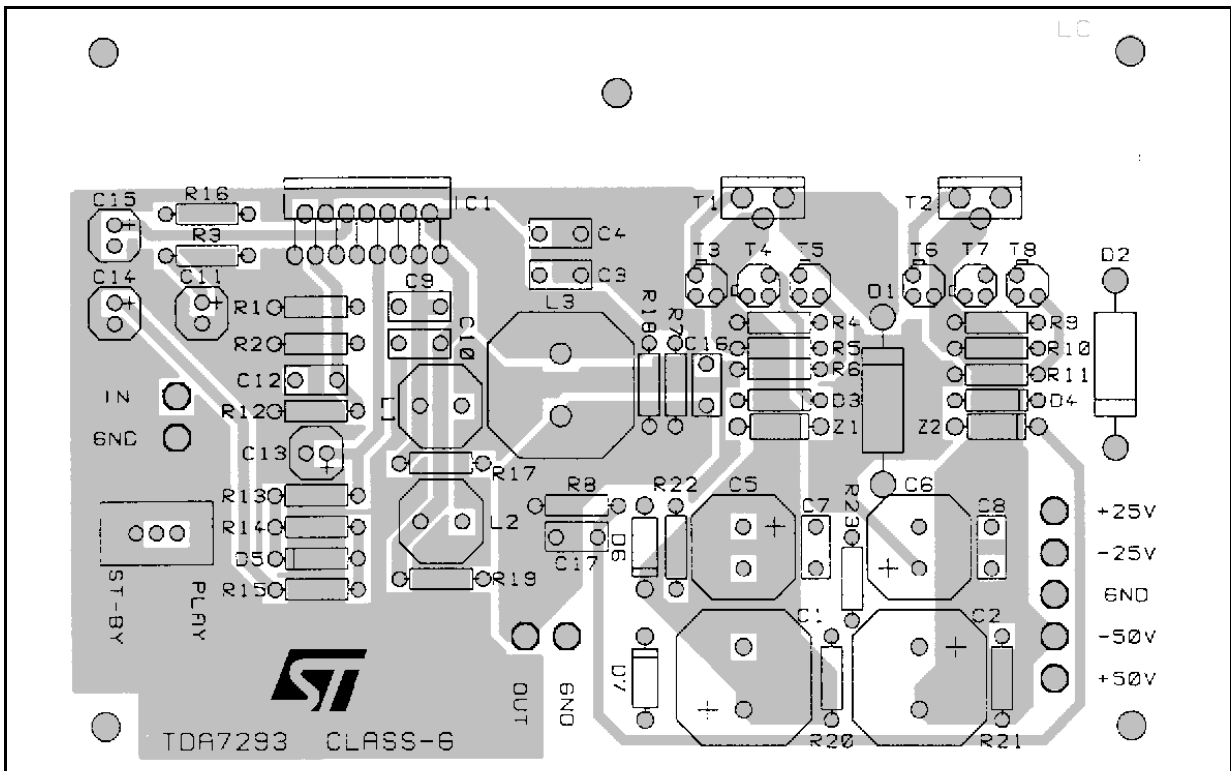 LC
C15
R16
R3
IC1
C4
C3
T1
T2
T3
T4
T5
T6
T7
T8
D2
C14
C11
C9
L3
D1
R1
R2
C10
R18
R7
C16
R4
R5
R6
D3
Z1
R9
R10
R11
D4
Z2
C12
R12
L1
IN
GND
C13
R17
R13
R14
D5
R15
L2
R19
R8
C17
D6
R22
C5
C7
R23
C6
C8
+25V
-25V
GND
-50V
+50V
ST-BY
PLAY
OUT
GND
D7
C1
C2
R20
R21
ST
TDA7293 CLASS-G